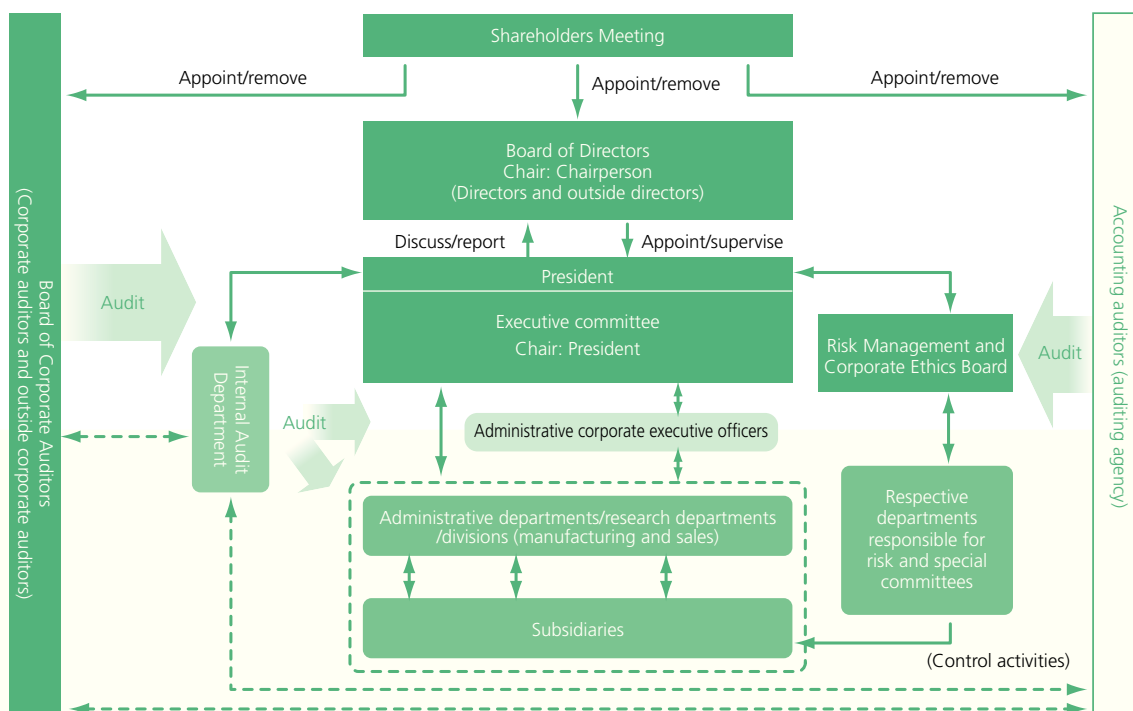 Shareholders Meeting
Appoint/remove
Appoint/remove
Appoint/remove
Board of Directors
Chair: Chairperson
(Directors and outside directors)
Discuss/report
Appoint/supervise
President
Executive committee
Chair: President
Board of Corporate Auditors
(Corporate auditors and outside corporate auditors)
Audit
Internal Audit
Department
Audit
Administrative corporate executive officers
Risk Management and
Corporate Ethics Board
Audit
Accounting auditors (auditing agency)
Administrative departments/research departments
/divisions (manufacturing and sales)
Subsidiaries
Respective
departments
responsible for
risk and special
committees
(Control activities)